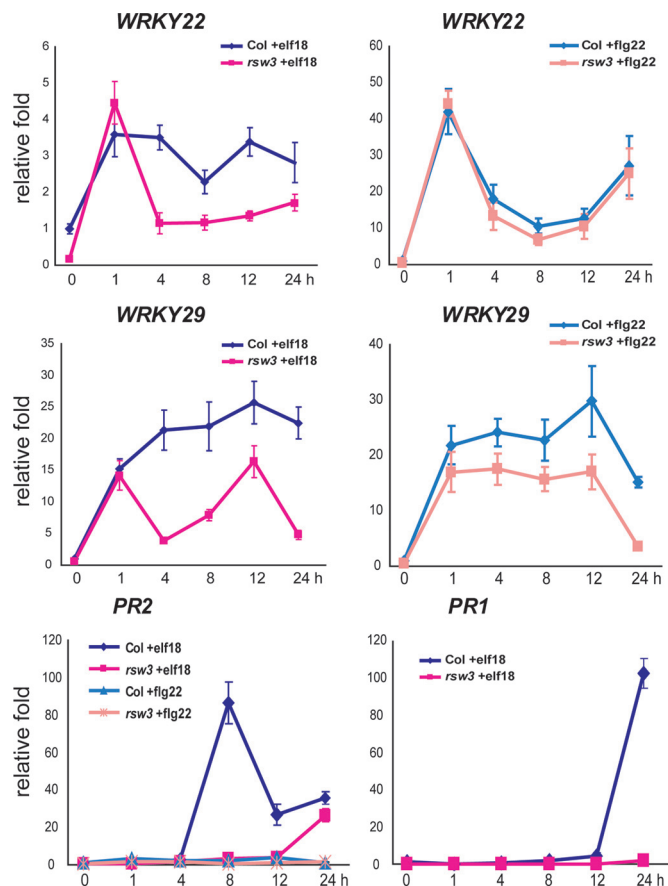 WRKY22
Col +elf18
rsw3 +elf18
relative fold
6
5
4
3
2
1
0
0 1 4 8 12 24 h
WRKY22
Col +flg22
rsw3 +flg22
60
50
40
30
20
10
0
0 1 4 8 12 24 h
WRKY29
Col +elf18
rsw3 +elf18
relative fold
35
30
25
20
15
10
5
0
0 1 4 8 12 24 h
WRKY29
Col +flg22
rsw3 +flg22
40
30
20
10
0
0 1 4 8 12 24 h
PR2
Col +elf18
rsw3 +elf18
Col +flg22
rsw3 +flg22
relative fold
120
100
80
60
40
20
0
0 1 4 8 12 24 h
PR1
Col +elf18
rsw3 +elf18
120
100
80
60
40
20
0
0 1 4 8 12 24 h